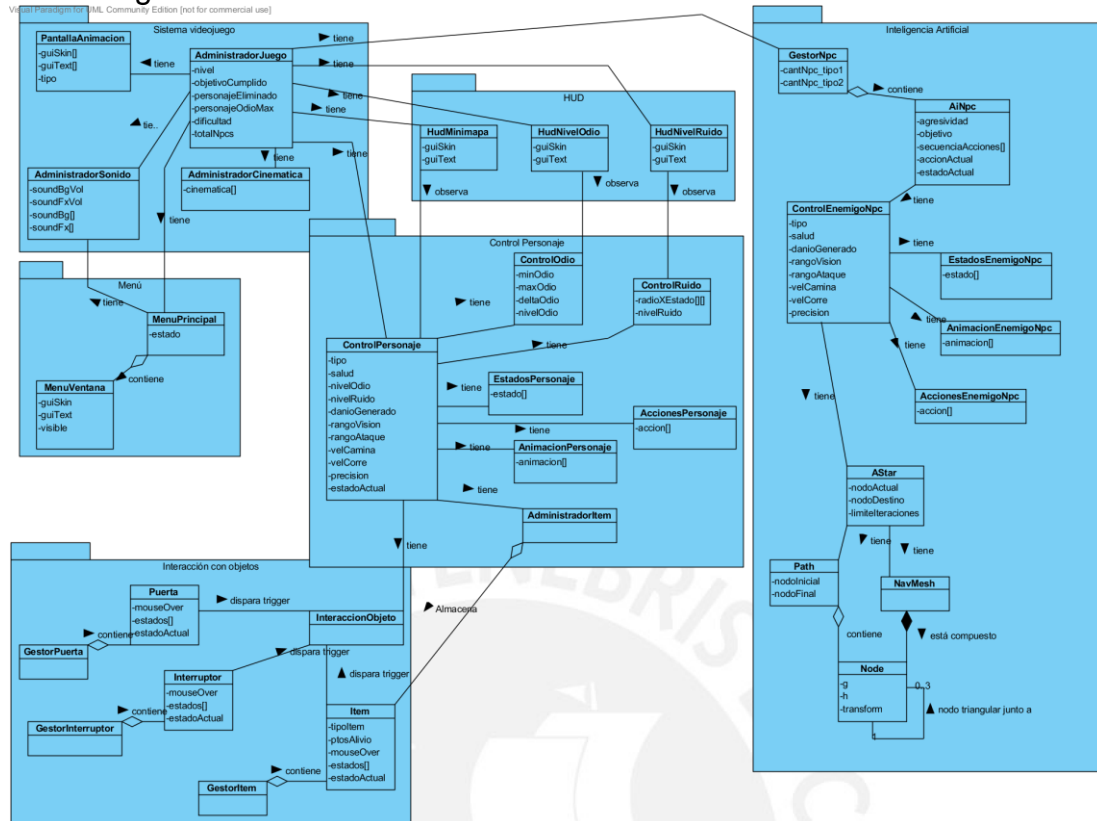 Visual Paradigm for UML Community Edition [not for commercial use]
Sistema videojuego
PantallaAnimacion
-guiSkin[]
-guiText[]
-tipo
tiene
AdministradorJuego
-nivel
-objetivoCumplido
-personajeEliminado
-personajeOdioMax
-dificultad
-totalNpcs
tiene
tiene
tiene
tie..
tiene
tiene
tiene
AdministradorSonido
-soundBgVol
-soundFxVol
-soundBg[]
-soundFx[]
AdministradorCinematica
-cinematica[]
HUD
HudMinimapa
-guiSkin
-guiText
HudNivelOdio
-guiSkin
-guiText
HudNivelRuido
-guiSkin
-guiText
observa
observa
observa
Menú
tiene
MenuPrincipal
-estado
contiene
MenuVentana
-guiSkin
-guiText
-visible
Control Personaje
ControlOdio
-minOdio
-maxOdio
-deltaOdio
-nivelOdio
ControlRuido
-radioXEstado[][]
-nivelRuido
tiene
tiene
ControlPersonaje
-tipo
-salud
-nivelOdio
-nivelRuido
-danioGenerado
-rangoVision
-rangoAtaque
-velCamina
-velCorre
-precision
-estadoActual
tiene
EstadosPersonaje
-estado[]
tiene
AccionesPersonaje
-accion[]
tiene
AnimacionPersonaje
-animacion[]
tiene
AdministradorItem
tiene
Almacena
Interacción con objetos
Puerta
-mouseOver
-estados[]
-estadoActual
dispara trigger
contiene
GestorPuerta
InteraccionObjeto
dispara trigger
Interruptor
-mouseOver
-estados[]
-estadoActual
contiene
GestorInterruptor
dispara trigger
Item
-tipoItem
-ptosAlivio
-mouseOver
-estados[]
-estadoActual
contiene
GestorItem
Inteligencia Artificial
GestorNpc
-cantNpc_tipo1
-cantNpc_tipo2
contiene
AiNpc
-agresividad
-objetivo
-secuenciaAcciones[]
-accionActual
-estadoActual
tiene
ControlEnemigoNpc
-tipo
-salud
-danioGenerado
-rangoVision
-rangoAtaque
-velCamina
-velCorre
-precision
tiene
EstadosEnemigoNpc
-estado[]
tiene
AnimacionEnemigoNpc
-animacion[]
tiene
AccionesEnemigoNpc
-accion[]
tiene
AStar
-nodoActual
-nodoDestino
-limiteIteraciones
tiene
tiene
Path
-nodoInicial
-nodoFinal
NavMesh
contiene
está compuesto
Node
-g
-h
-transform
0..3
nodo triangular junto a
1
TENEBRIS